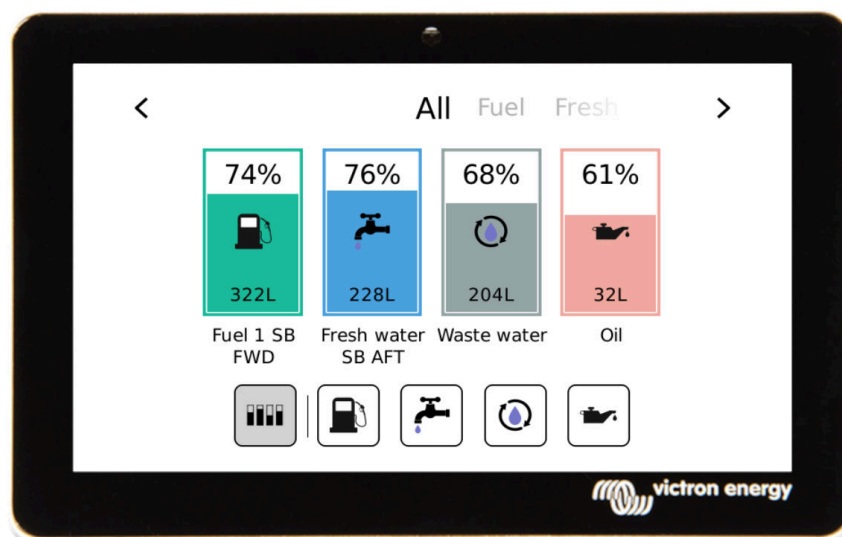 < All Fuel Fresh >
74% 76% 68% 61%
322L 228L 204L 32L
Fuel 1 SB Fresh water Waste water Oil
FWD SB AFT
victron energy